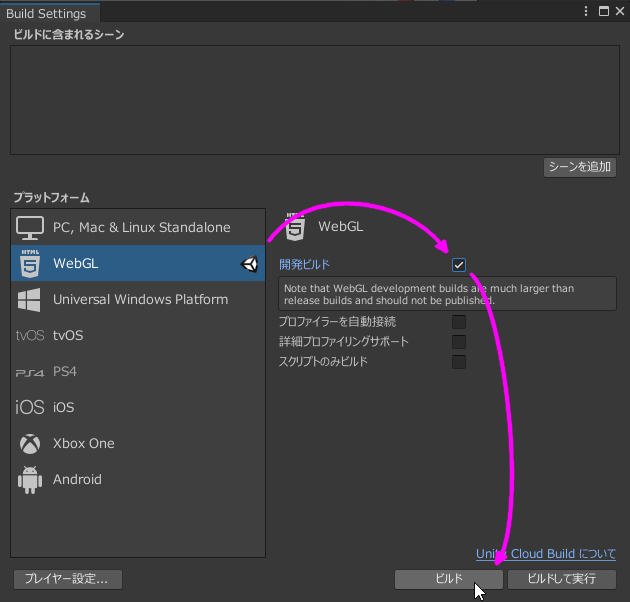 Build Settings
ビルドに含まれるシーン
シーンを追加
プラットフォーム
PC, Mac & Linux Standalone
HTML
WebGL
Universal Windows Platform
tvOS tvOS
PS4 PS4
iOS iOS
Xbox One
Android
HTML
WebGL
開発ビルド
Note that WebGL development builds are much larger than
release builds and should not be published.
プロファイラーを自動接続
詳細プロファイリングサポート
スクリプトのみビルド
Unity Cloud Build について
プレイヤー設定...
ビルド
ビルドして実行